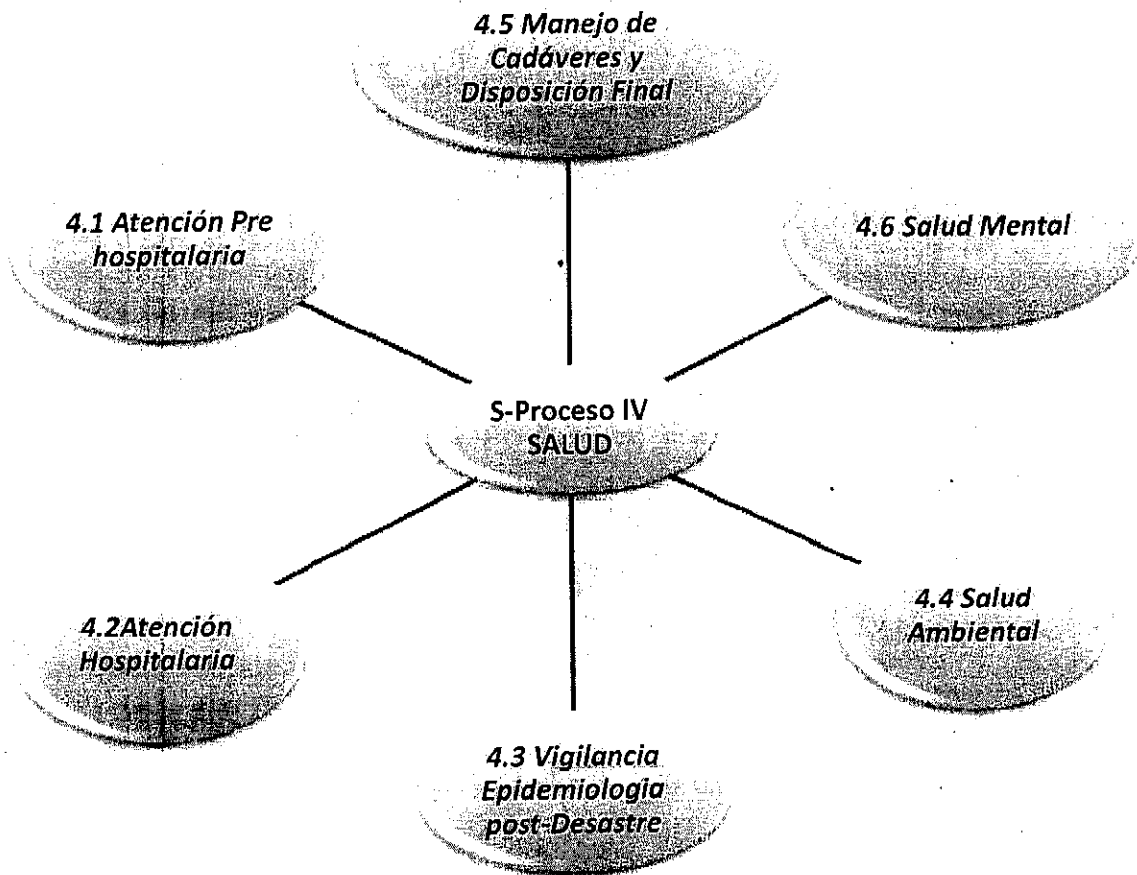 4.5 Manejo de
Cadáveres y
Disposición Final
4.1 Atención Pre
hospitalaria
4.6 Salud Mental
S-Proceso IV
SALUD
4.2Atención
Hospitalaria
4.4 Salud
Ambiental
4.3 Vigilancia
Epidemiologia
post-Desastre